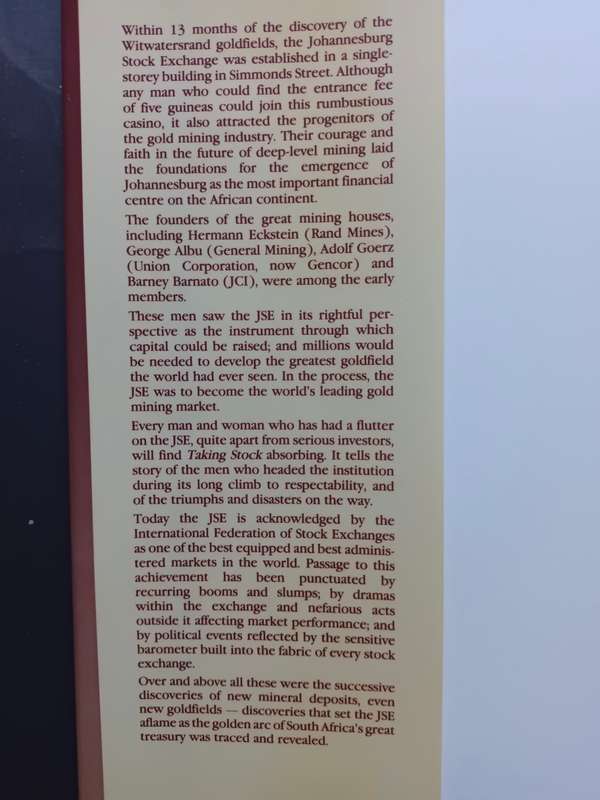 Within 13 months of the discovery of the
Witwatersrand goldfields, the Johannesburg
Stock Exchange was established in a single-
storey building in Simmonds Street. Although
any man who could find the entrance fee
of five guineas could join this rumbustious
casino, it also attracted the progenitors of
the gold mining industry. Their courage and
faith in the future of deep-level mining laid
the foundations for the emergence of
Johannesburg as the most important financial
centre on the African continent.
The founders of the great mining houses,
including Hermann Eckstein (Rand Mines),
George Albu (General Mining), Adolf Goerz
(Union Corporation, now Gencor) and
Barney Barnato (JCI), were among the early
members.
These men saw the JSE in its rightful per-
spective as the instrument through which
capital could be raised; and millions would
be needed to develop the greatest goldfield
the world had ever seen. In the process, the
JSE was to become the world's leading gold
mining market.
Every man and woman who has had a flutter
on the JSE, quite apart from serious investors,
will find Taking Stock absorbing. It tells the
story of the men who headed the institution
during its long climb to respectability, and
of the triumphs and disasters on the way.
Today the JSE is acknowledged by the
International Federation of Stock Exchanges
as one of the best equipped and best adminis-
tered markets in the world. Passage to this
achievement has been punctuated by
recurring booms and slumps; by dramas
within the exchange and nefarious acts
outside it affecting market performance; and
by political events reflected by the sensitive
barometer built into the fabric of every stock
exchange.
Over and above all these were the successive
discoveries of new mineral deposits, even
new goldfields — discoveries that set the JSE
aflame as the golden arc of South Africa's great
treasury was traced and revealed.